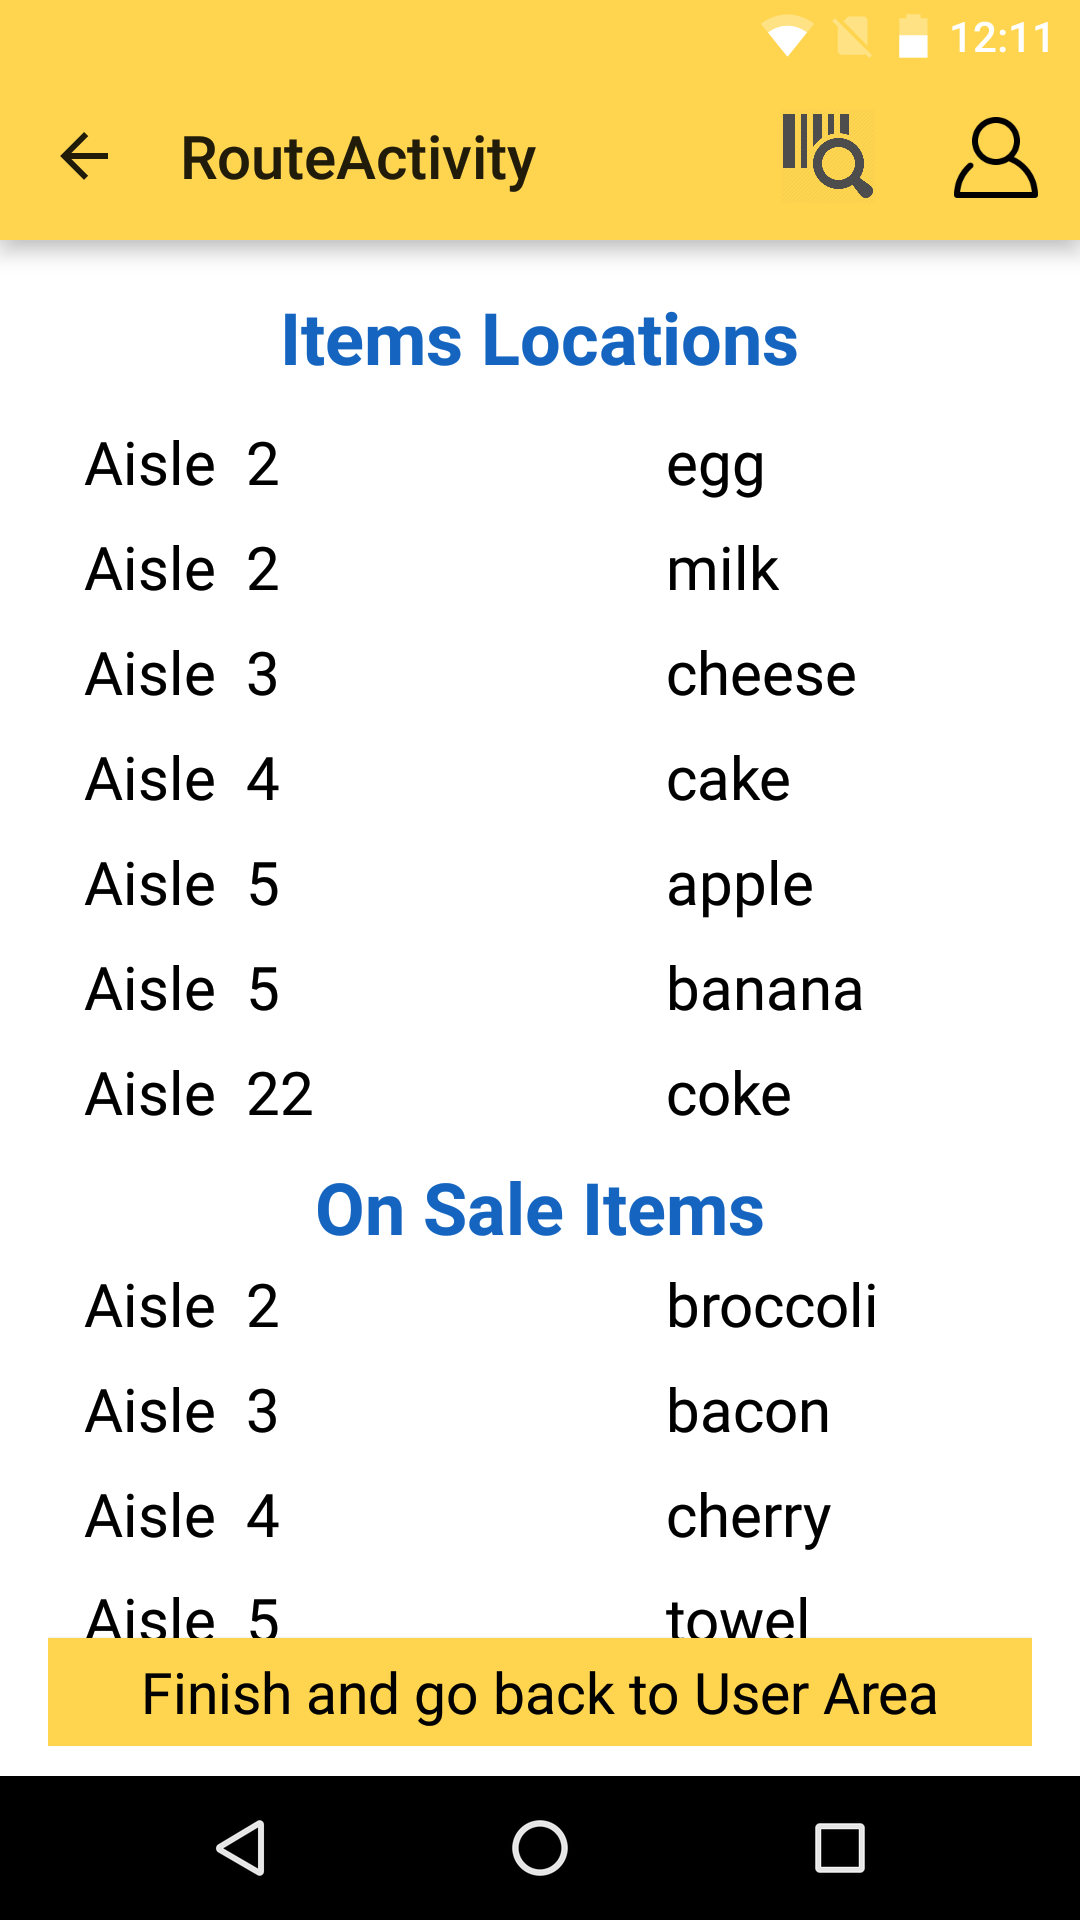 12:11
RouteActivity
Items Locations
Aisle 2 egg
Aisle 2 milk
Aisle 3 cheese
Aisle 4 cake
Aisle 5 apple
Aisle 5 banana
Aisle 22 coke
On Sale Items
Aisle 2 broccoli
Aisle 3 bacon
Aisle 4 cherry
Aisle 5 towel
Finish and go back to User Area